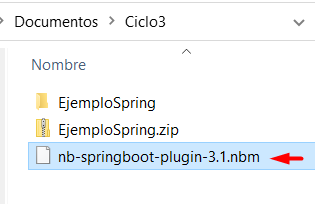 Documentos > Ciclo3
Nombre
EjemploSpring
EjemploSpring.zip
nb-springboot-plugin-3.1.nbm